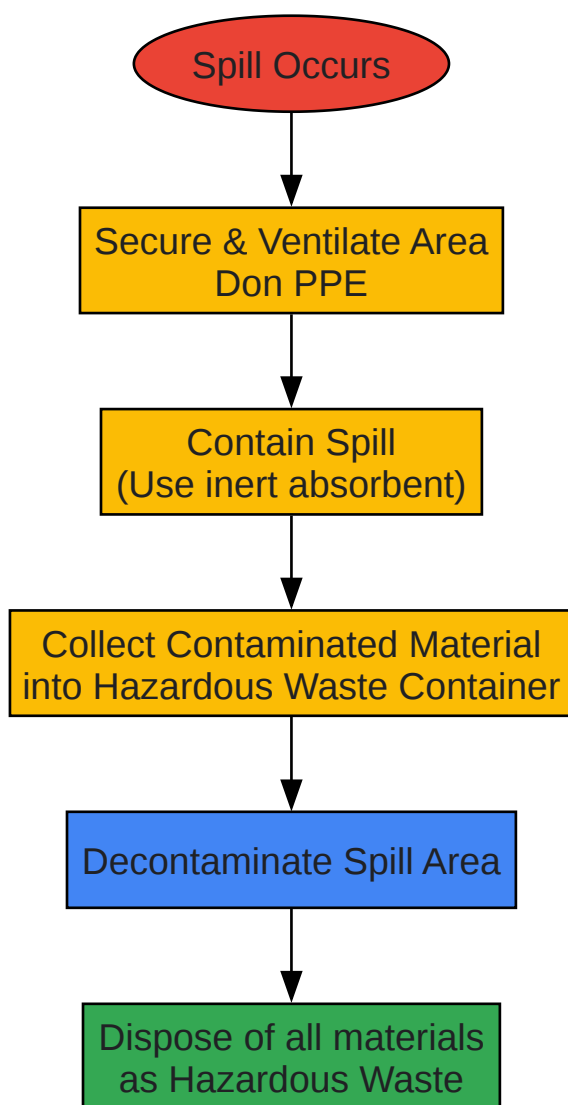 Spill Occurs
Secure & Ventilate Area
Don PPE
Contain Spill
(Use inert absorbent)
Collect Contaminated Material
into Hazardous Waste Container
Decontaminate Spill Area
Dispose of all materials
as Hazardous Waste